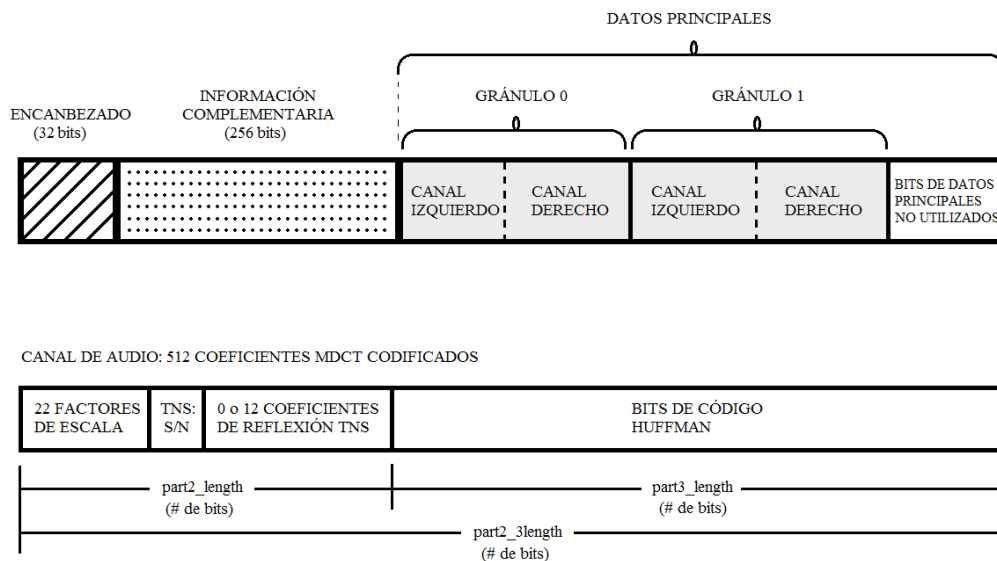 DATOS PRINCIPALES
ENCANBEZADO
(32 bits)
INFORMACIÓN
COMPLEMENTARIA
(256 bits)
GRÁNULO 0
GRÁNULO 1
CANAL
IZQUIERDO
CANAL
DERECHO
CANAL
IZQUIERDO
CANAL
DERECHO
BITS DE DATOS
PRINCIPALES
NO UTILIZADOS
CANAL DE AUDIO: 512 COEFICIENTES MDCT CODIFICADOS
22 FACTORES
DE ESCALA
TNS:
S/N
0 o 12 COEFICIENTES
DE REFLEXIÓN TNS
BITS DE CÓDIGO
HUFFMAN
part2_length
(# de bits)
part3_length
(# de bits)
part2_3length
(# de bits)